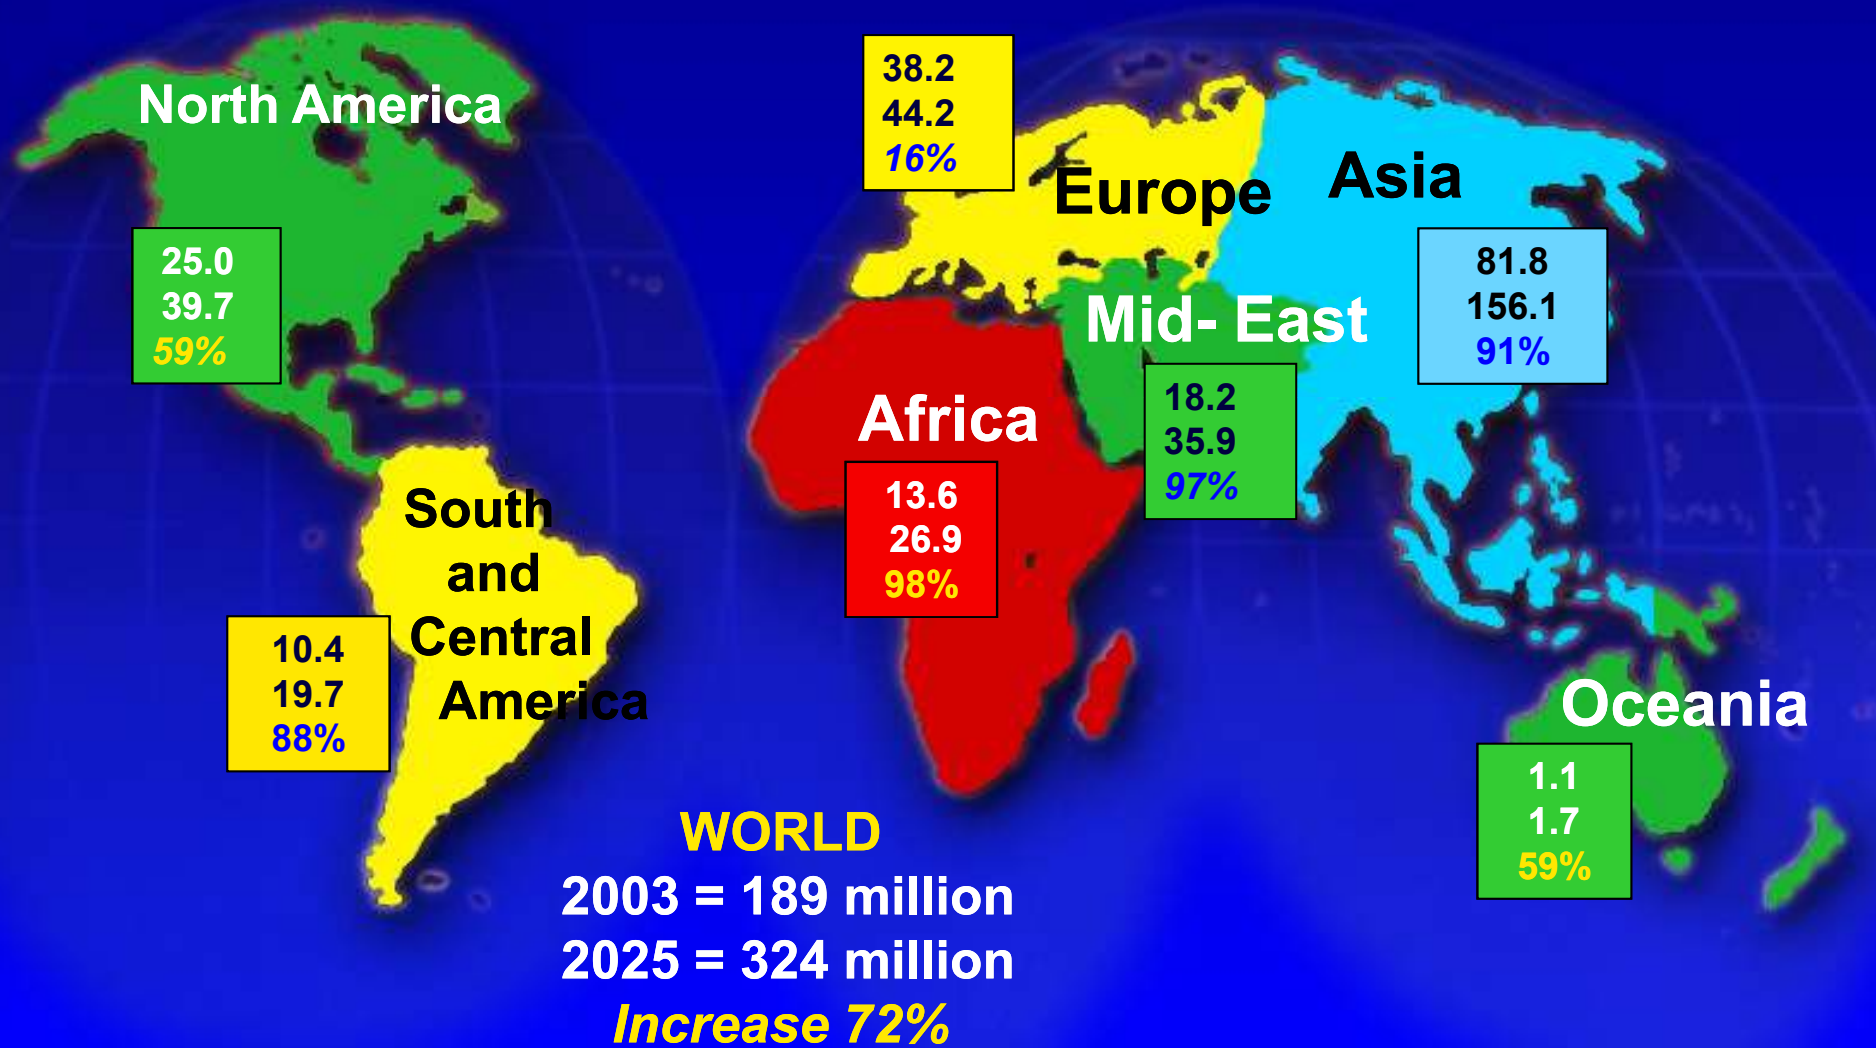 North America
25.0
39.7
59%
38.2
44.2
16%
Europe
Asia
81.8
156.1
91%
Mid- East
18.2
35.9
97%
Africa
13.6
26.9
98%
South
and
Central
America
10.4
19.7
88%
Oceania
1.1
1.7
59%
WORLD
2003 = 189 million
2025 = 324 million
Increase 72%